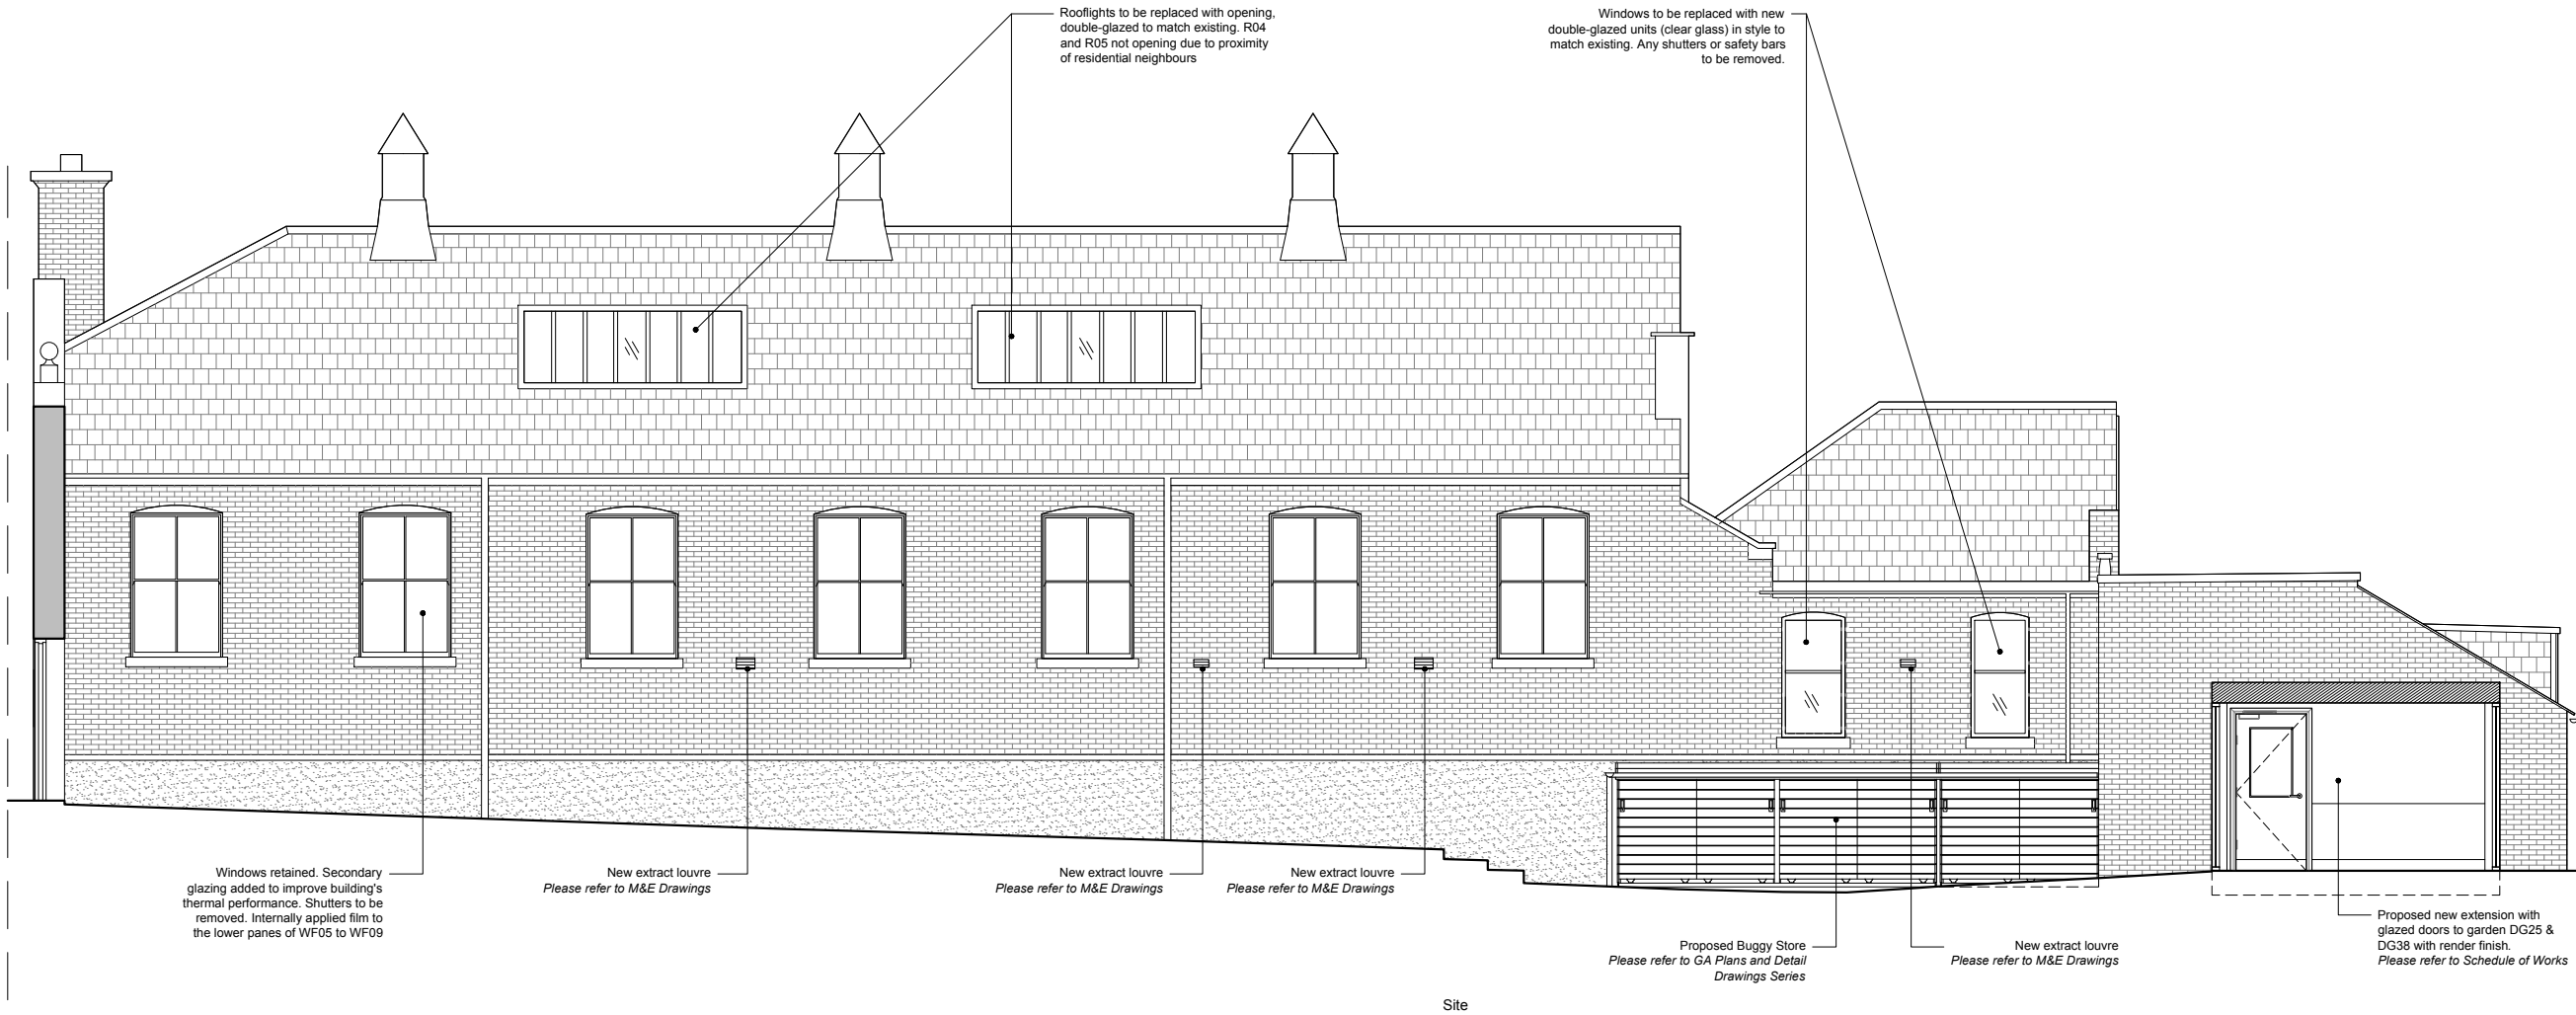 Rooflights to be replaced with opening,
double-glazed to match existing. R04
and R05 not opening due to proximity
of residential neighbours
Windows to be replaced with new
double-glazed units (clear glass) in style to
match existing. Any shutters or safety bars
to be removed.
Windows retained. Secondary
glazing added to improve building's
thermal performance. Shutters to be
removed. Internally applied film to
the lower panes of WF05 to WF09
New extract louvre
Please refer to M&E Drawings
New extract louvre
Please refer to M&E Drawings
New extract louvre
Please refer to M&E Drawings
Proposed Buggy Store
Please refer to GA Plans and Detail
Drawings Series
New extract louvre
Please refer to M&E Drawings
Proposed new extension with
glazed doors to garden DG25 &
DG38 with render finish.
Please refer to Schedule of Works
Site